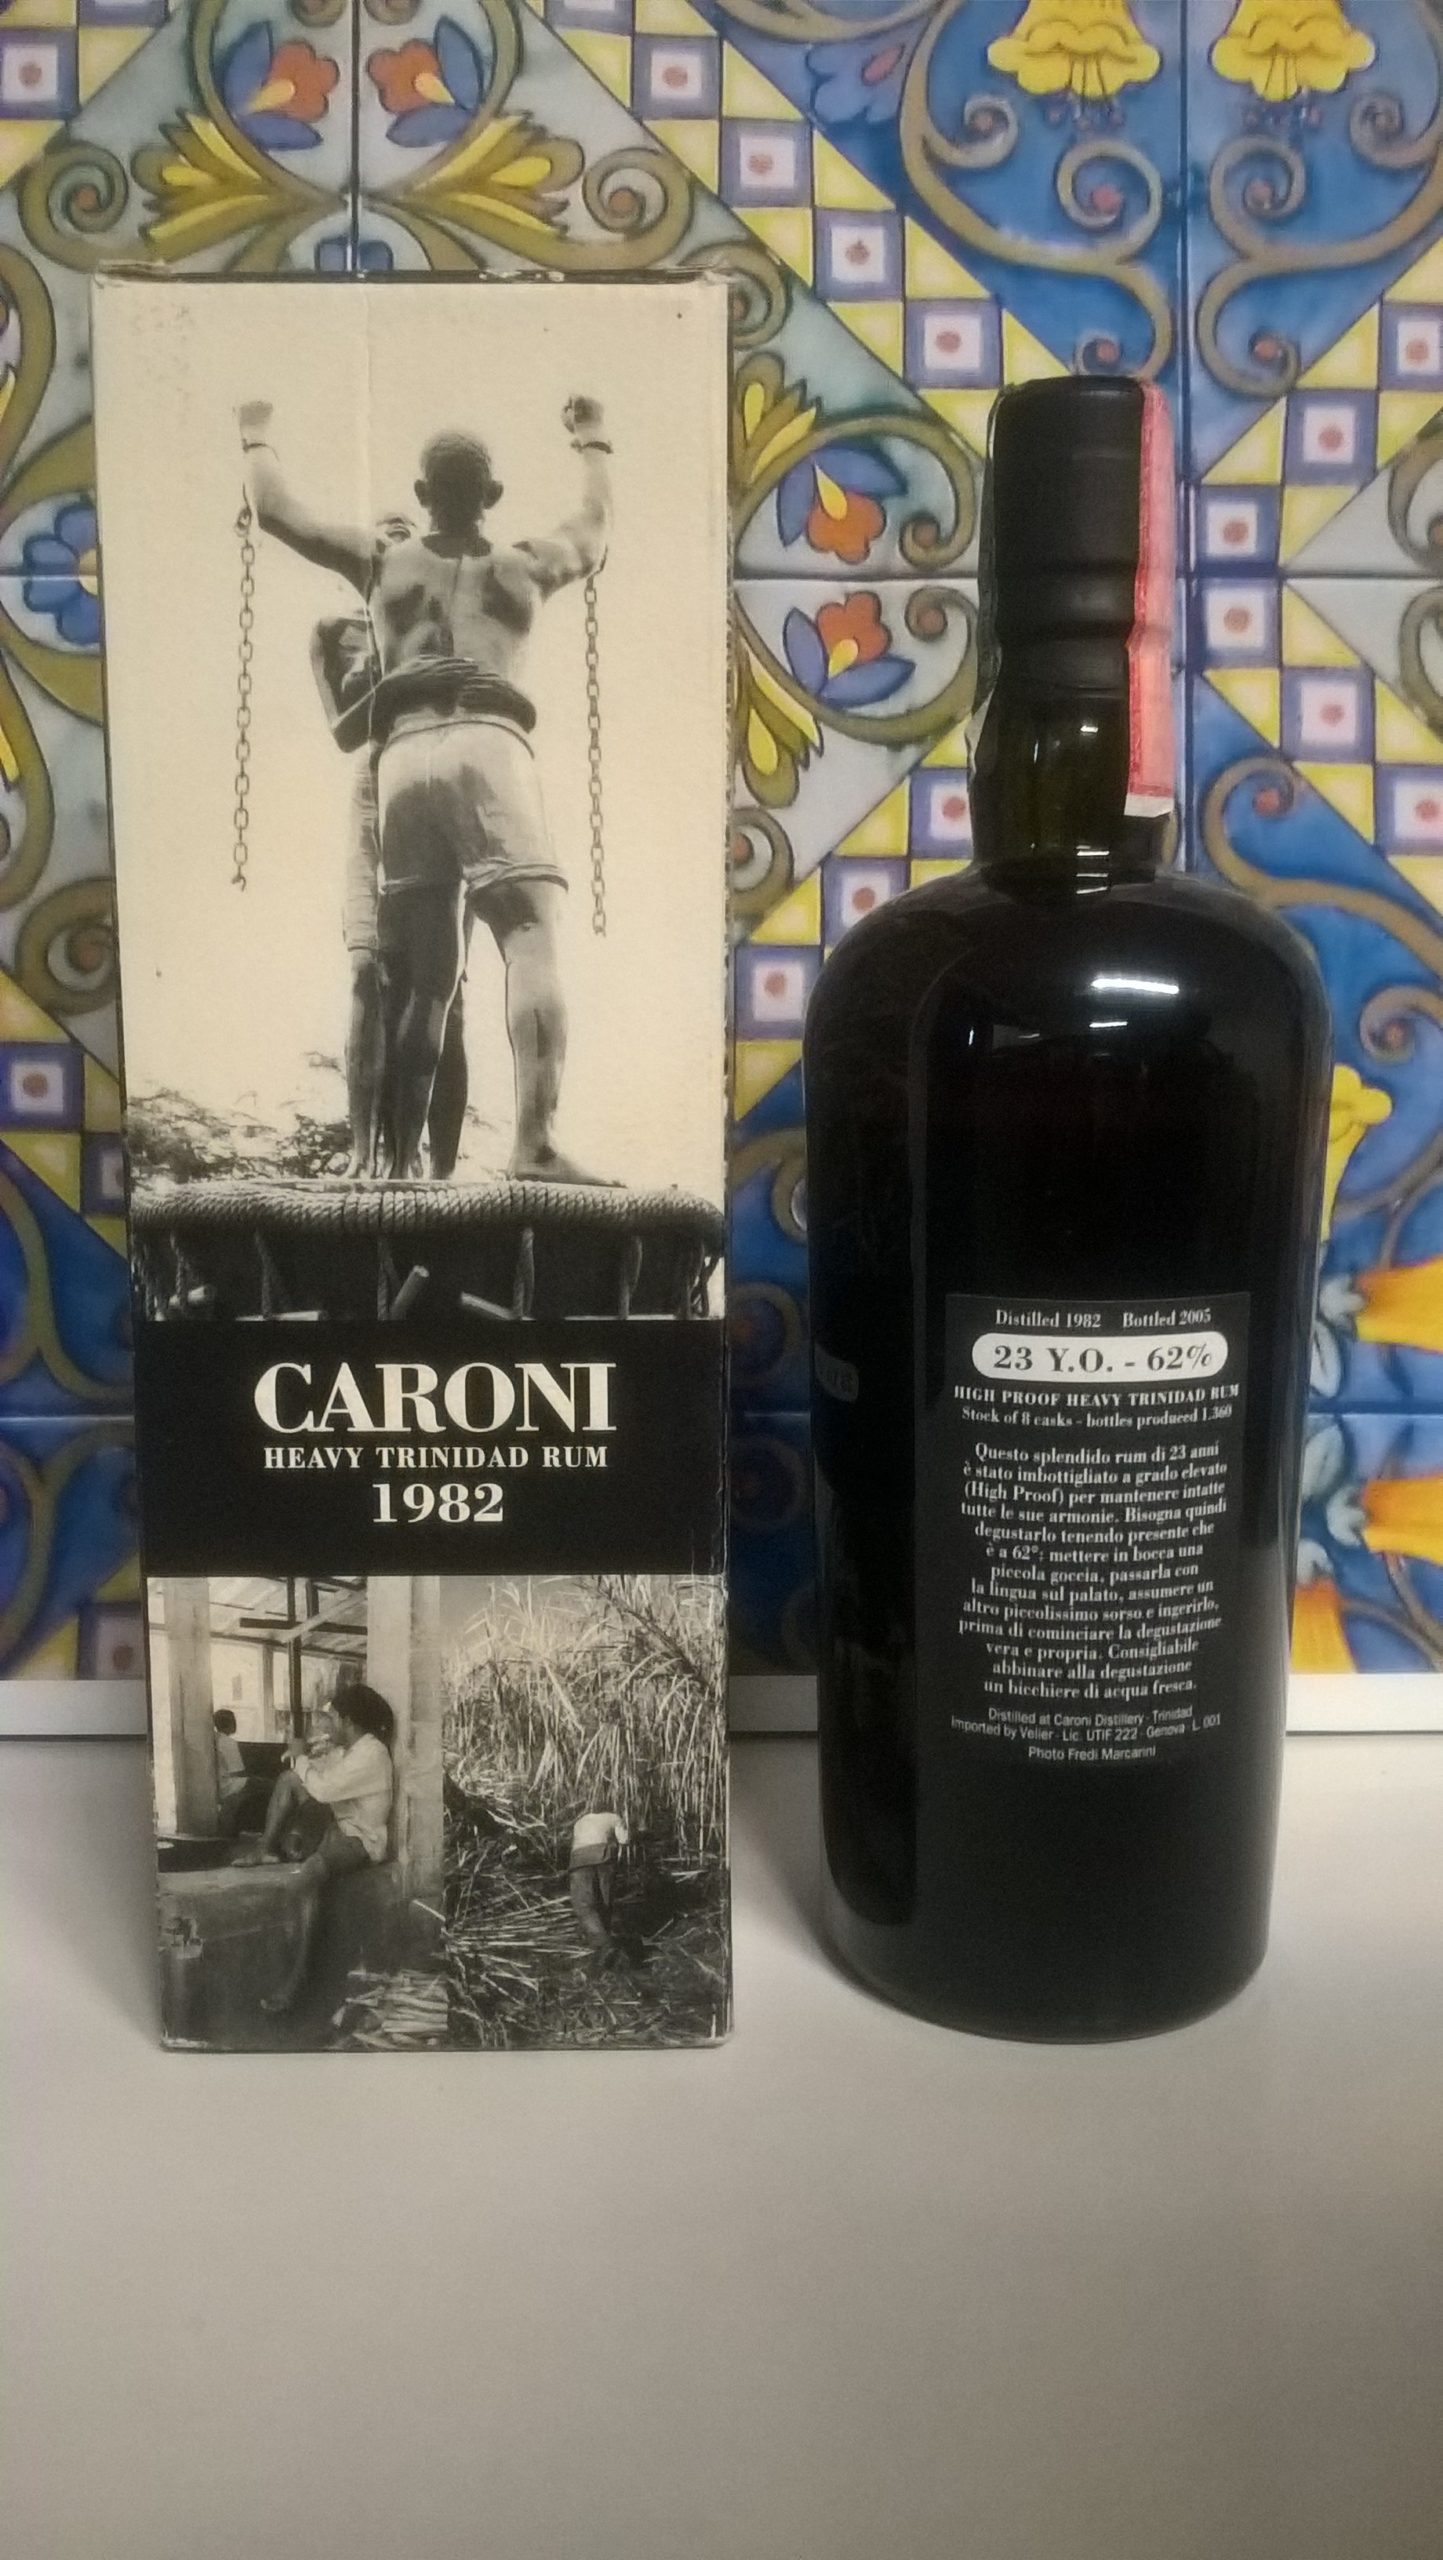 CARONI
HEAVY TRINIDAD RUM
1982
Distilled 1982 Bottled 2005
23 Y.O. - 62%
HIGH PROOF HEAVY TRINIDAD RUM
Stock of 8 casks - bottles produced 1.360
Questo splendido rum di 23 anni
è stato imbottigliato a grado elevato
(High Proof) per mantenere intatte
tutte le sue armonie. Bisogna quindi
degustarlo tenendo presente che
è a 62°: mettere in bocca una
piccola goccia, passarla con
la lingua sul palato, assumere un
altro piccolissimo sorso e ingerirlo,
prima di cominciare la degustazione
vera e propria. Consigliabile
abbinare alla degustazione
un bicchiere di acqua fresca.
Distilled at Caroni Distillery - Trinidad
Imported by Velier - Lic. UTIF 222 - Genova L. 001
Photo Fredi Marcarini